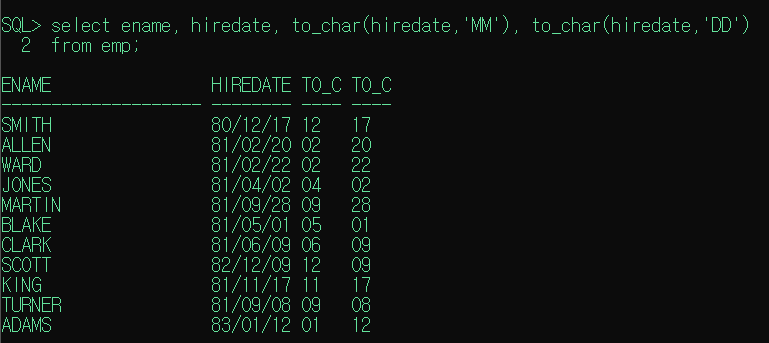 SQL> select ename, hiredate, to_char(hiredate,'MM'), to_char(hiredate,'DD')
  2  from emp;
ENAME                HIREDATE TO_C TO_C
-------------------- -------- ---- ----
SMITH                80/12/17 12   17
ALLEN                81/02/20 02   20
WARD                 81/02/22 02   22
JONES                81/04/02 04   02
MARTIN               81/09/28 09   28
BLAKE                81/05/01 05   01
CLARK                81/06/09 06   09
SCOTT                82/12/09 12   09
KING                 81/11/17 11   17
TURNER               81/09/08 09   08
ADAMS                83/01/12 01   12